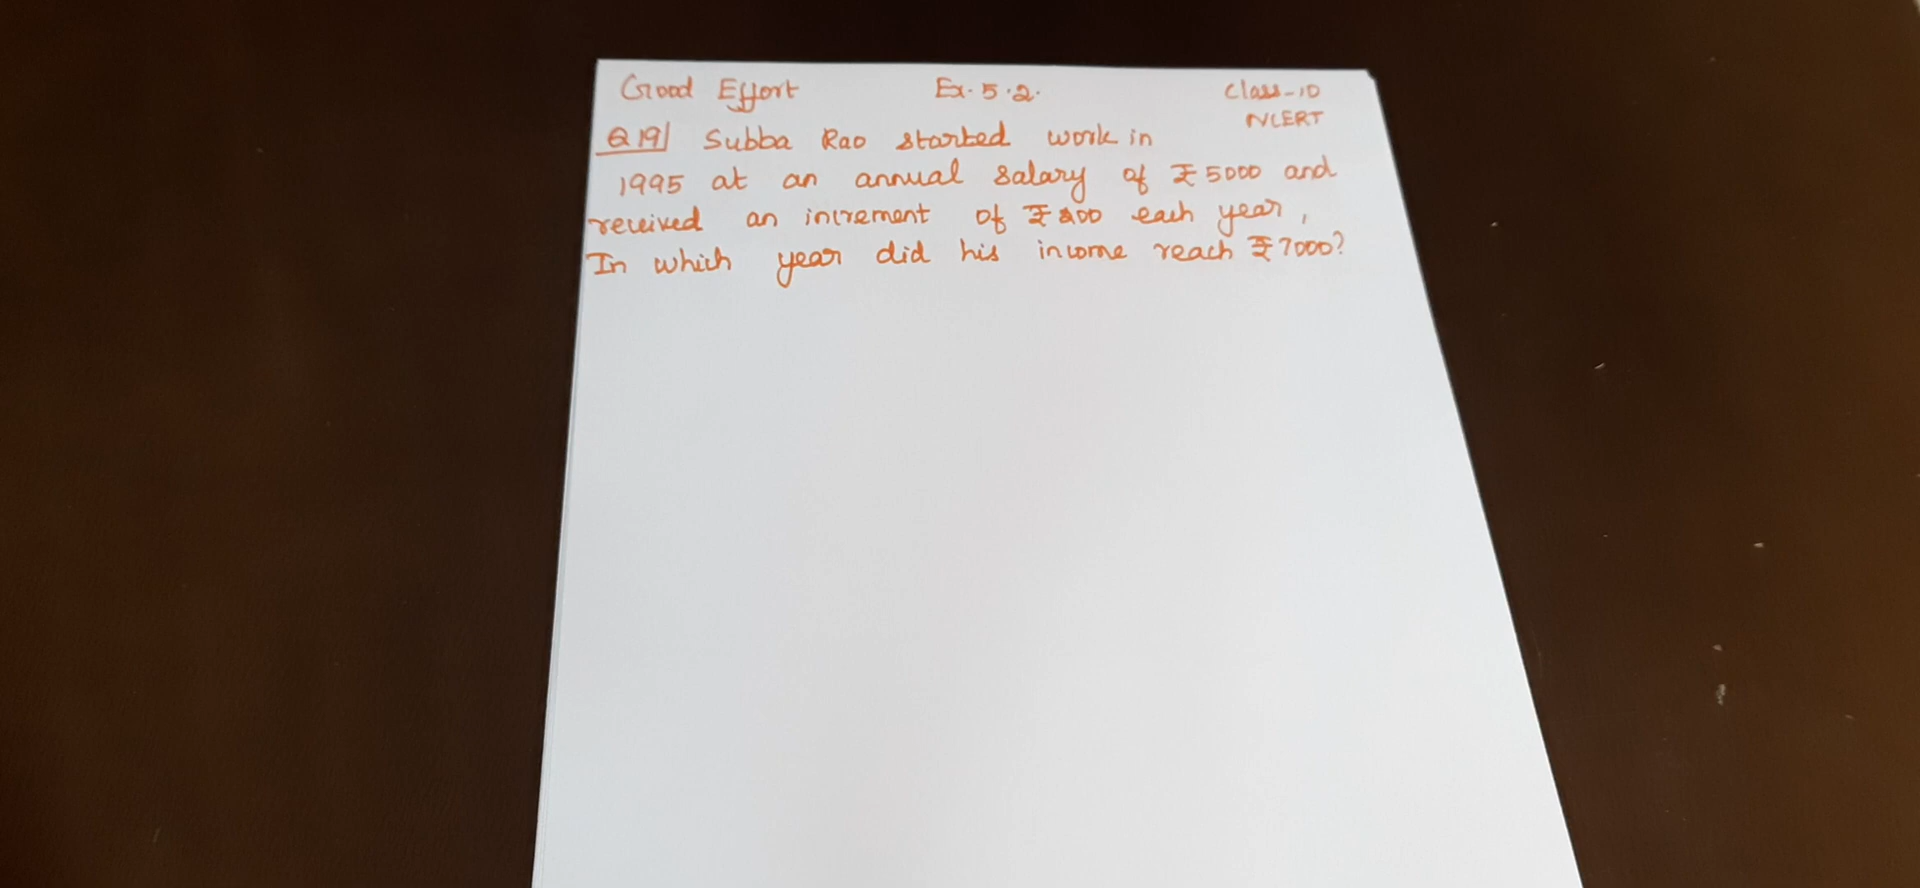 Good Effort Ex. 5.2. Class-10
NCERT
Q19 Subba Rao started work in
1995 at an annual salary of ₹5000 and
received an increment of ₹200 each year,
In which year did his income reach ₹7000?